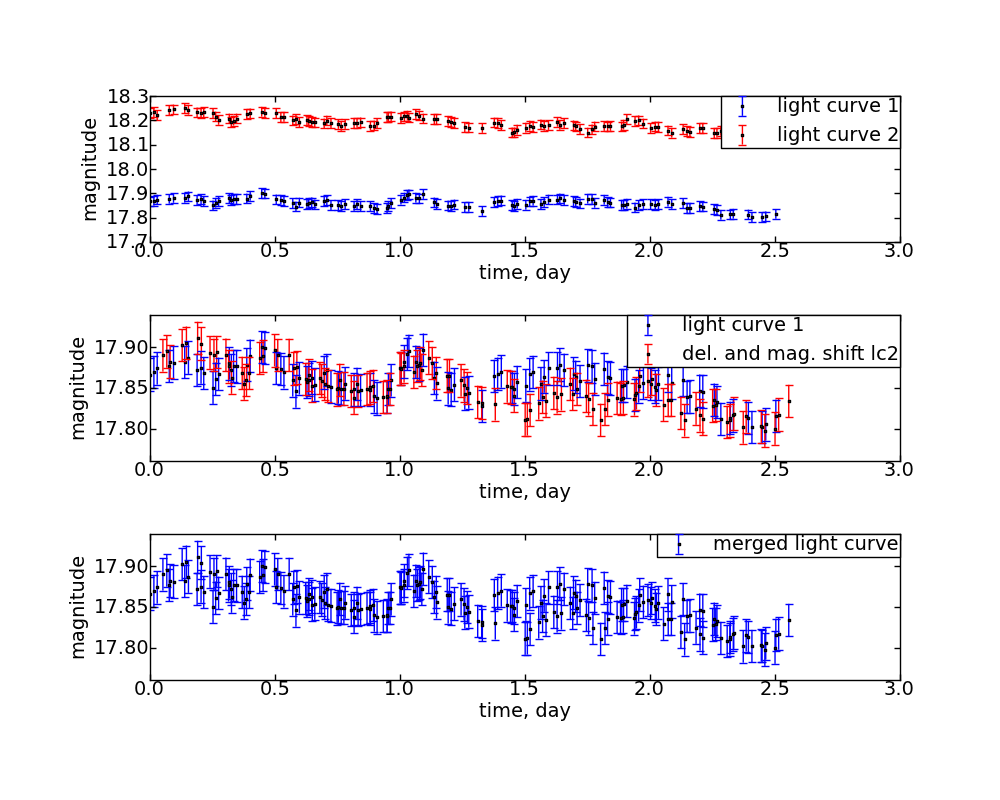 18.3
18.2
18.1
18.0
17.9
17.8
17.7
magnitude
light curve 1
light curve 2
0.0 0.5 1.0 1.5 2.0 2.5 3.0
time, day
17.90
17.85
17.80
magnitude
light curve 1
del. and mag. shift lc2
0.0 0.5 1.0 1.5 2.0 2.5 3.0
time, day
17.90
17.85
17.80
magnitude
merged light curve
0.0 0.5 1.0 1.5 2.0 2.5 3.0
time, day